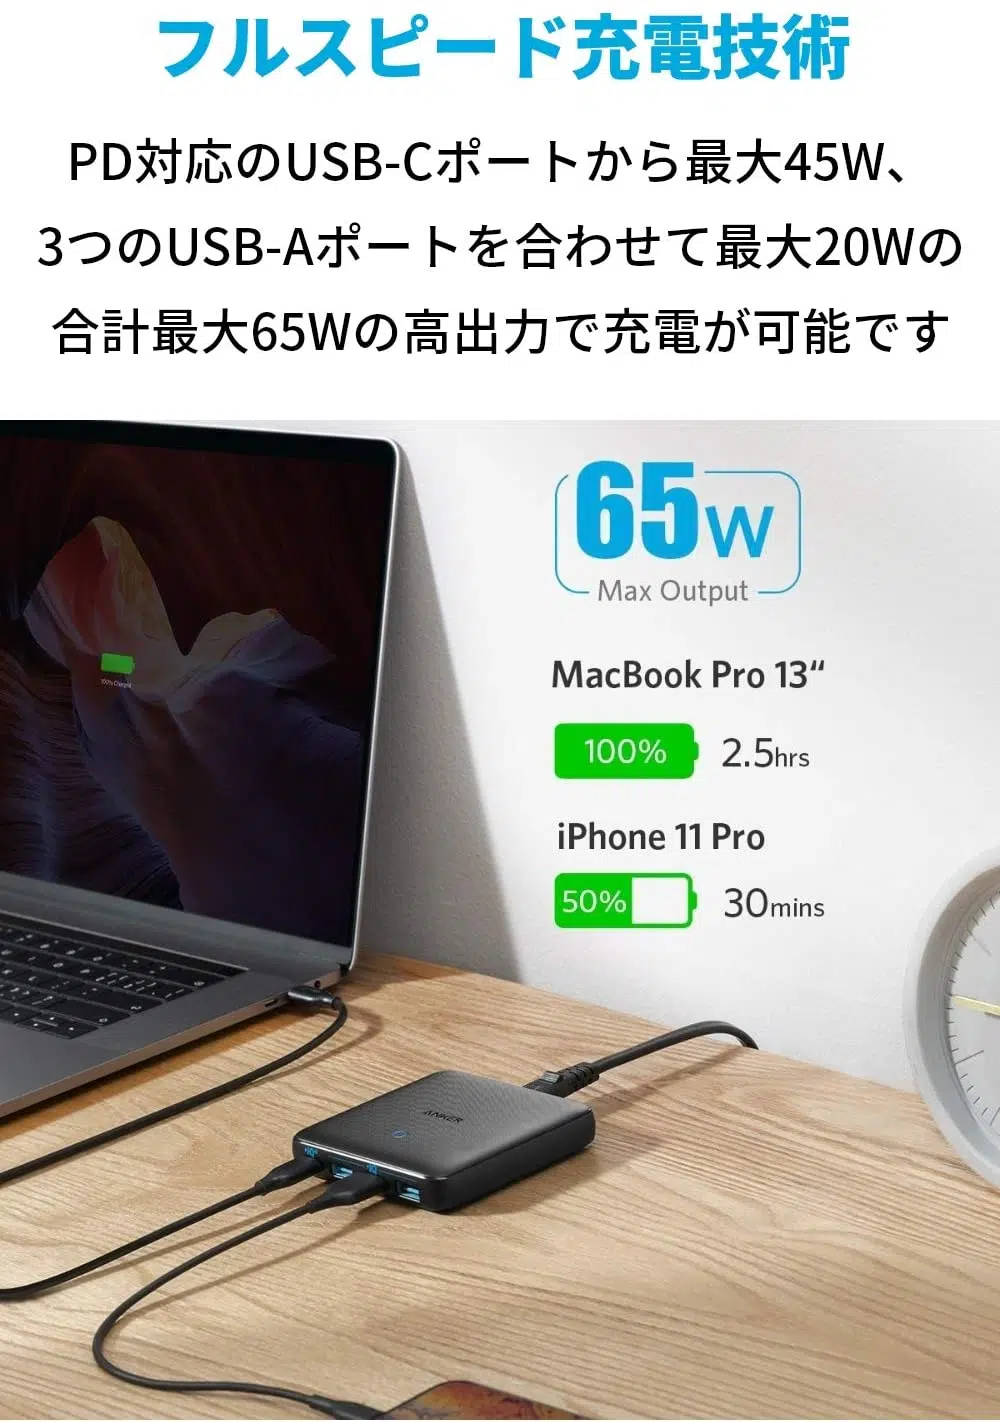 フルスピード充電技術
PD対応のUSB-Cポートから最大45W、
3つのUSB-Aポートを合わせて最大20Wの
合計最大65Wの高出力で充電が可能です
65W
Max Output
MacBook Pro 13“
100% 2.5hrs
iPhone 11 Pro
50% 30mins
100% Charged
ANKER